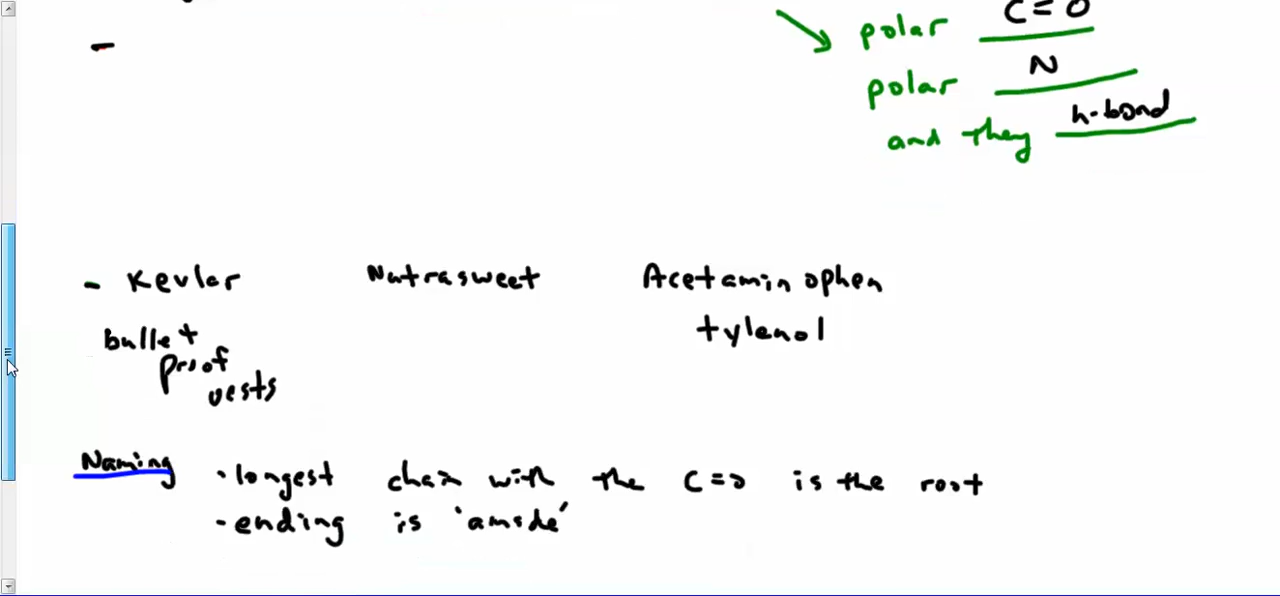 polar C=O
polar N
and they h-bond
- Kevlar Nutrasweet Acetaminophen
bullet tylenol
proof
vests
Naming • longest chain with the C=O is the root
- ending is 'amide'